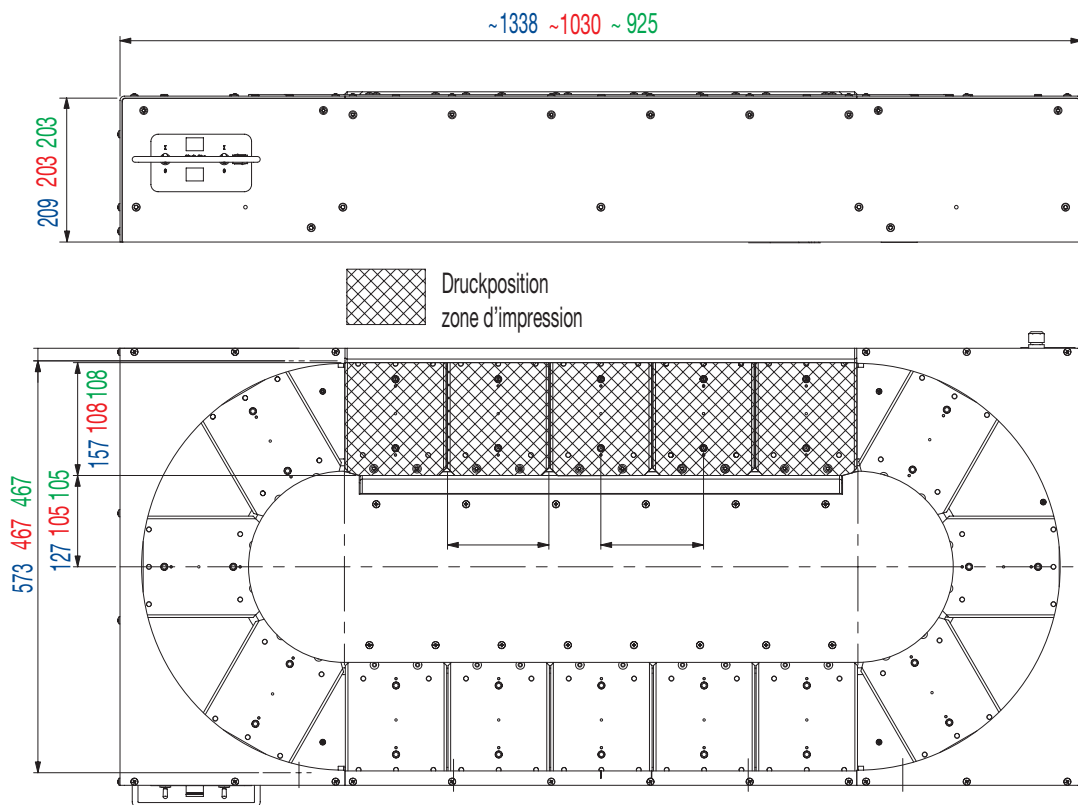 ~1338 ~1030 ~ 925
209 203 203
Druckposition
zone d'impression
157 108 108
127 105 105
573 467 467